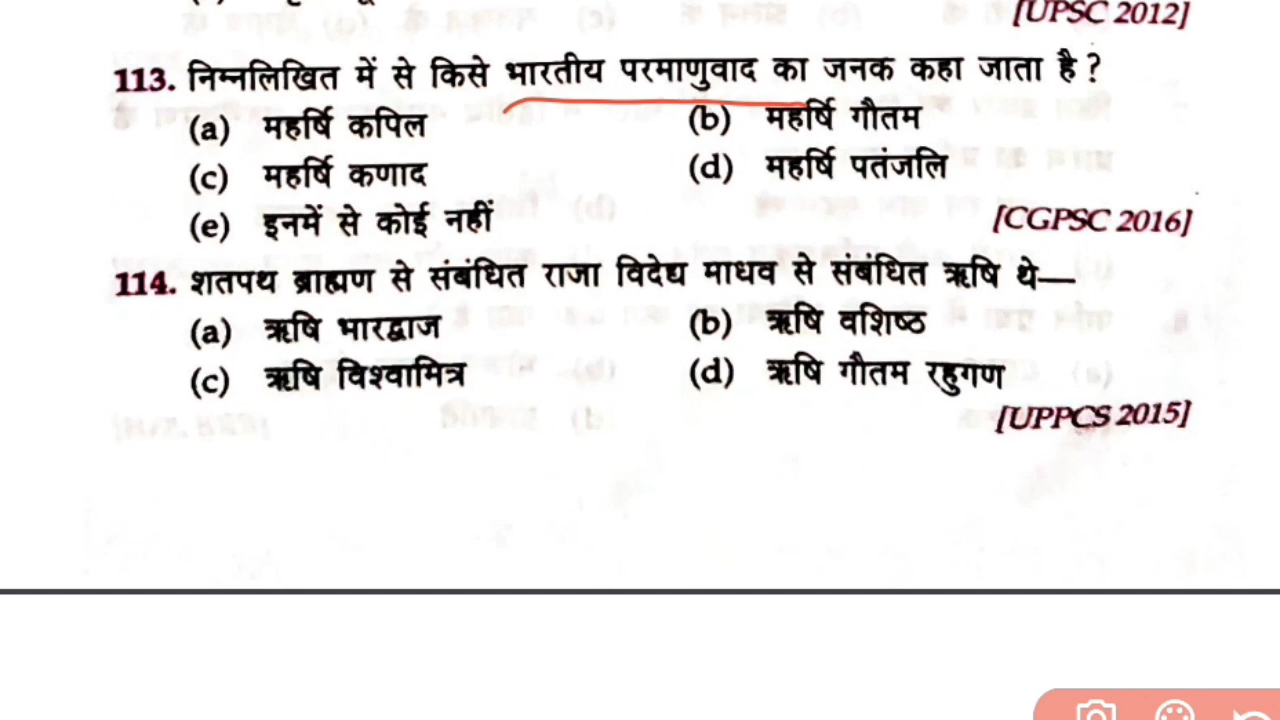 [UPSC 2012]
113. निम्नलिखित में से किसे भारतीय परमाणुवाद का जनक कहा जाता है ?
(a) महर्षि कपिल (b) महर्षि गौतम
(c) महर्षि कणाद (d) महर्षि पतंजलि
(e) इनमें से कोई नहीं [CGPSC 2016]
114. शतपथ ब्राह्मण से संबंधित राजा विदेद्य माधव से संबंधित ऋषि थे—
(a) ऋषि भारद्वाज (b) ऋषि वशिष्ठ
(c) ऋषि विश्वामित्र (d) ऋषि गौतम रहुगण
[UPPCS 2015]